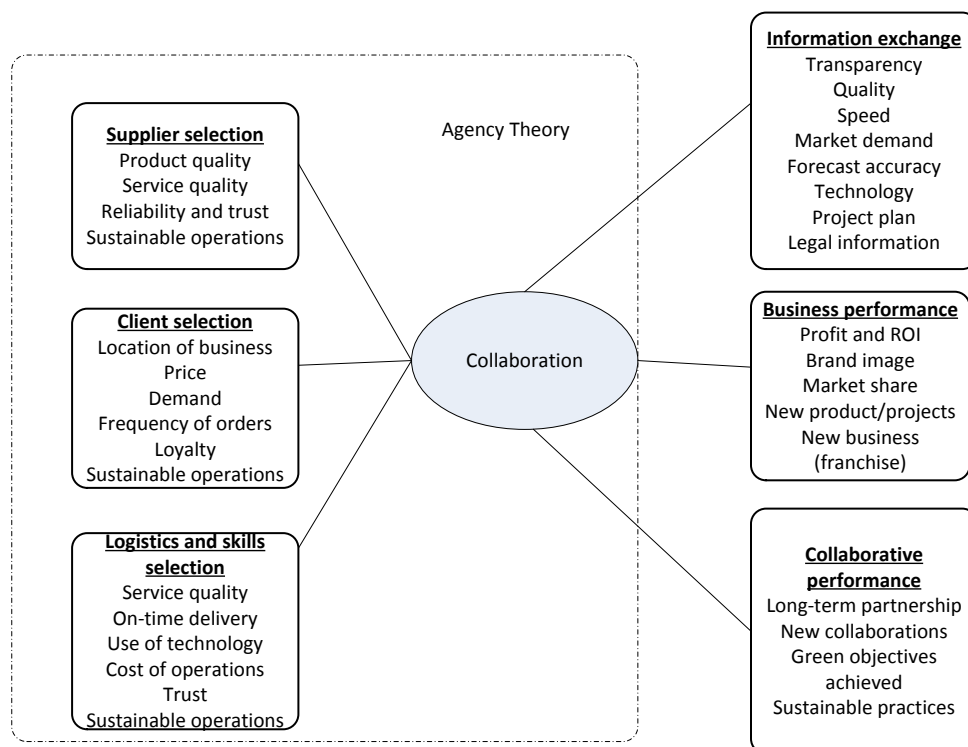 Agency Theory
Supplier selection
Product quality
Service quality
Reliability and trust
Sustainable operations
Client selection
Location of business
Price
Demand
Frequency of orders
Loyalty
Sustainable operations
Logistics and skills
selection
Service quality
On-time delivery
Use of technology
Cost of operations
Trust
Sustainable operations
Collaboration
Information exchange
Transparency
Quality
Speed
Market demand
Forecast accuracy
Technology
Project plan
Legal information
Business performance
Profit and ROI
Brand image
Market share
New product/projects
New business
(franchise)
Collaborative
performance
Long-term partnership
New collaborations
Green objectives
achieved
Sustainable practices